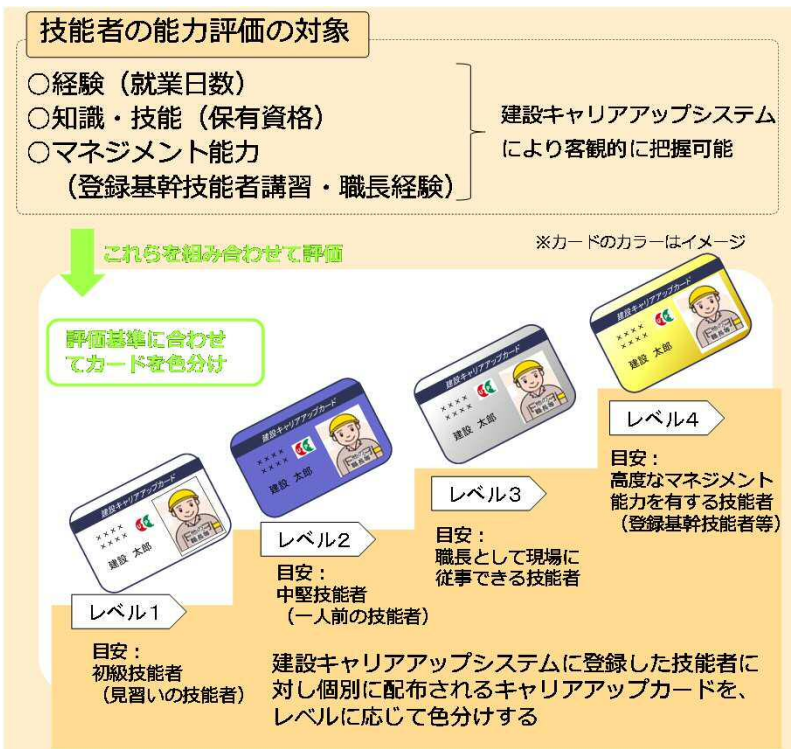 技能者の能力評価の対象
○経験（就業日数）
○知識・技能（保有資格）
○マネジメント能力
（登録基幹技能者講習・職長経験）
建設キャリアアップシステム
により客観的に把握可能
これらを組み合わせて評価
※カードのカラーはイメージ
評価基準に合わせ
てカードを色分け
建設キャリアアップカード
××××
××××
建設 太郎
レベル1
目安：
初級技能者
（見習いの技能者）
建設キャリアアップカード
××××
××××
建設 太郎
レベル2
目安：
中堅技能者
（一人前の技能者）
建設キャリアアップカード
××××
××××
建設 太郎
レベル3
目安：
職長として現場に
従事できる技能者
建設キャリアアップカード
××××
××××
建設 太郎
レベル4
目安：
高度なマネジメント
能力を有する技能者
（登録基幹技能者等）
建設キャリアアップシステムに登録した技能者に
対し個別に配布されるキャリアアップカードを、
レベルに応じて色分けする